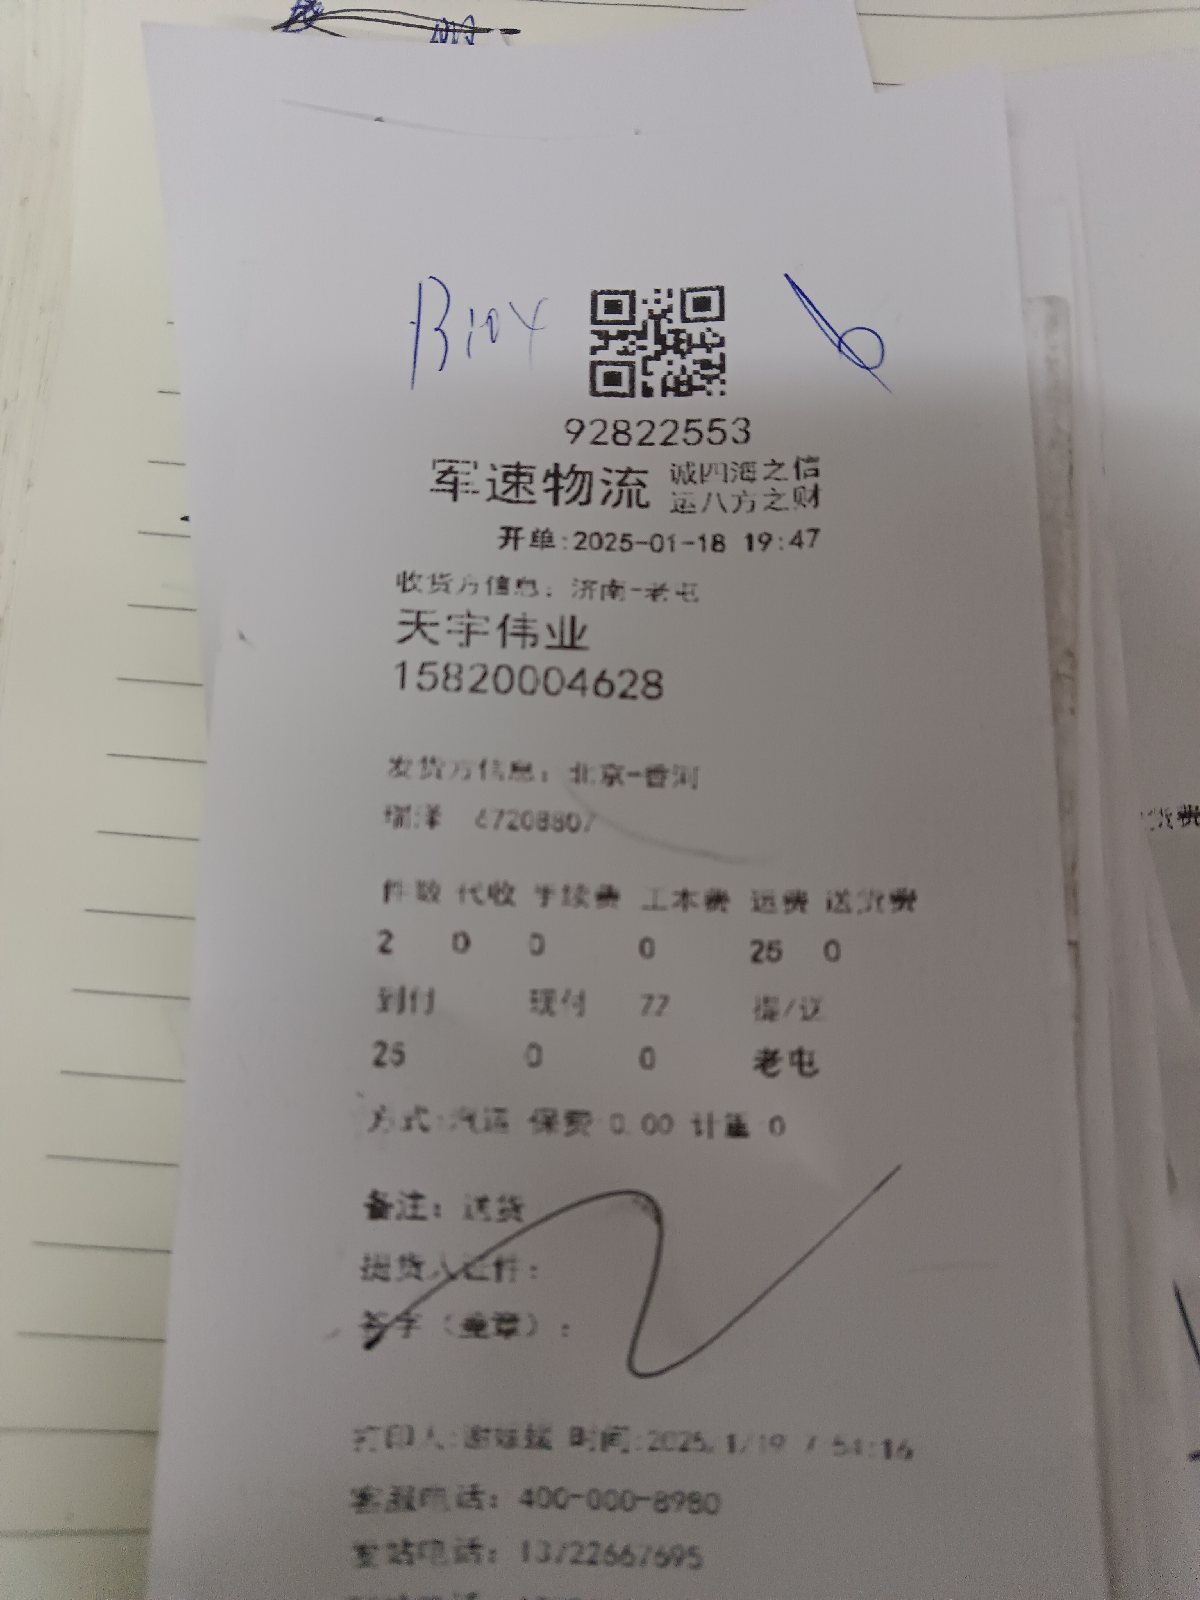 92822553
军速物流 诚四海之信
运八方之财
开单:2025-01-18 19:47
收货方信息：济南-老屯
天宇伟业
15820004628
发货方信息：北京-香河
瑞泽 67208807
件数 代收 手续费 工本费 运费 送货费
2 0 0 0 25 0
到付 现付 提/送
25 0 0 老屯
方式:汽运 保费 0.00 计重 0
备注：送货
提货人证件：
签字（盖章）：
打印人: 时间:2025/1/19 7:54:16
客服电话：400-000-8980
发站电话：13722667695
货费